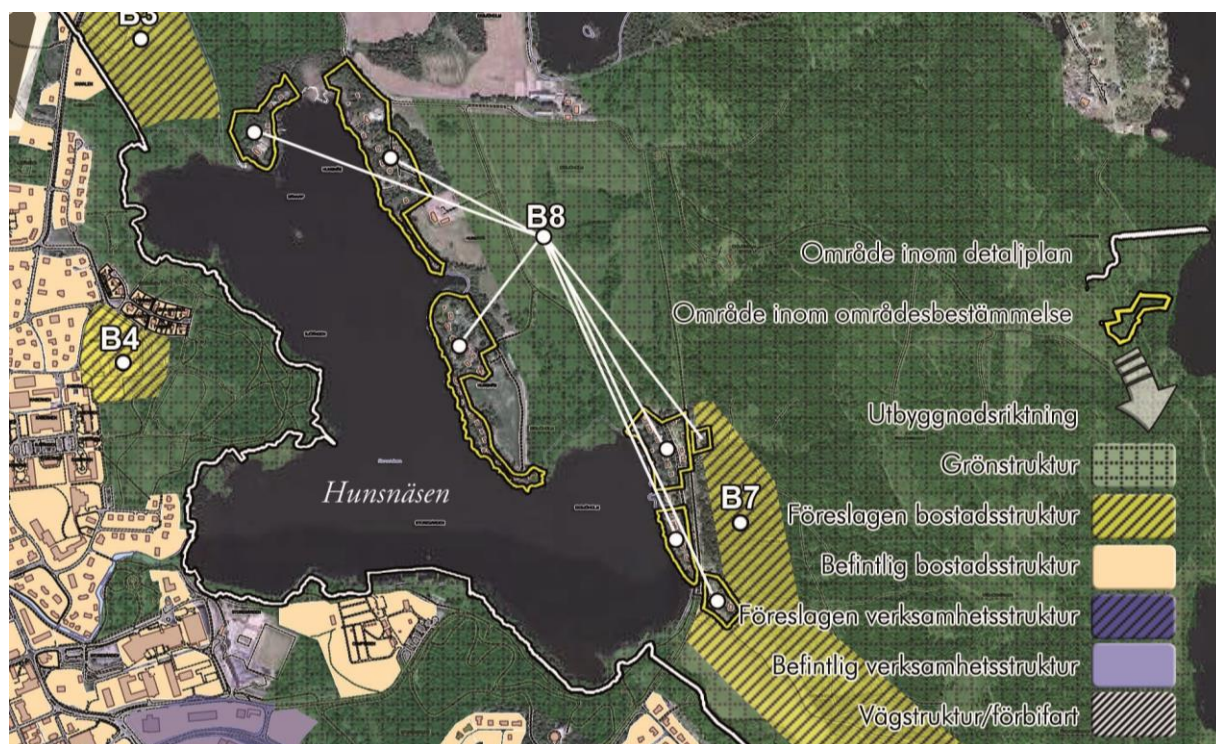 B8
B4
B7
Hunsnäsen
Område inom detaljplan
Område inom områdesbestämmelse
Utbyggnadsriktning
Grönstruktur
Föreslagen bostadsstruktur
Befintlig bostadsstruktur
Föreslagen verksamhetsstruktur
Befintlig verksamhetsstruktur
Vägstruktur/förbifart